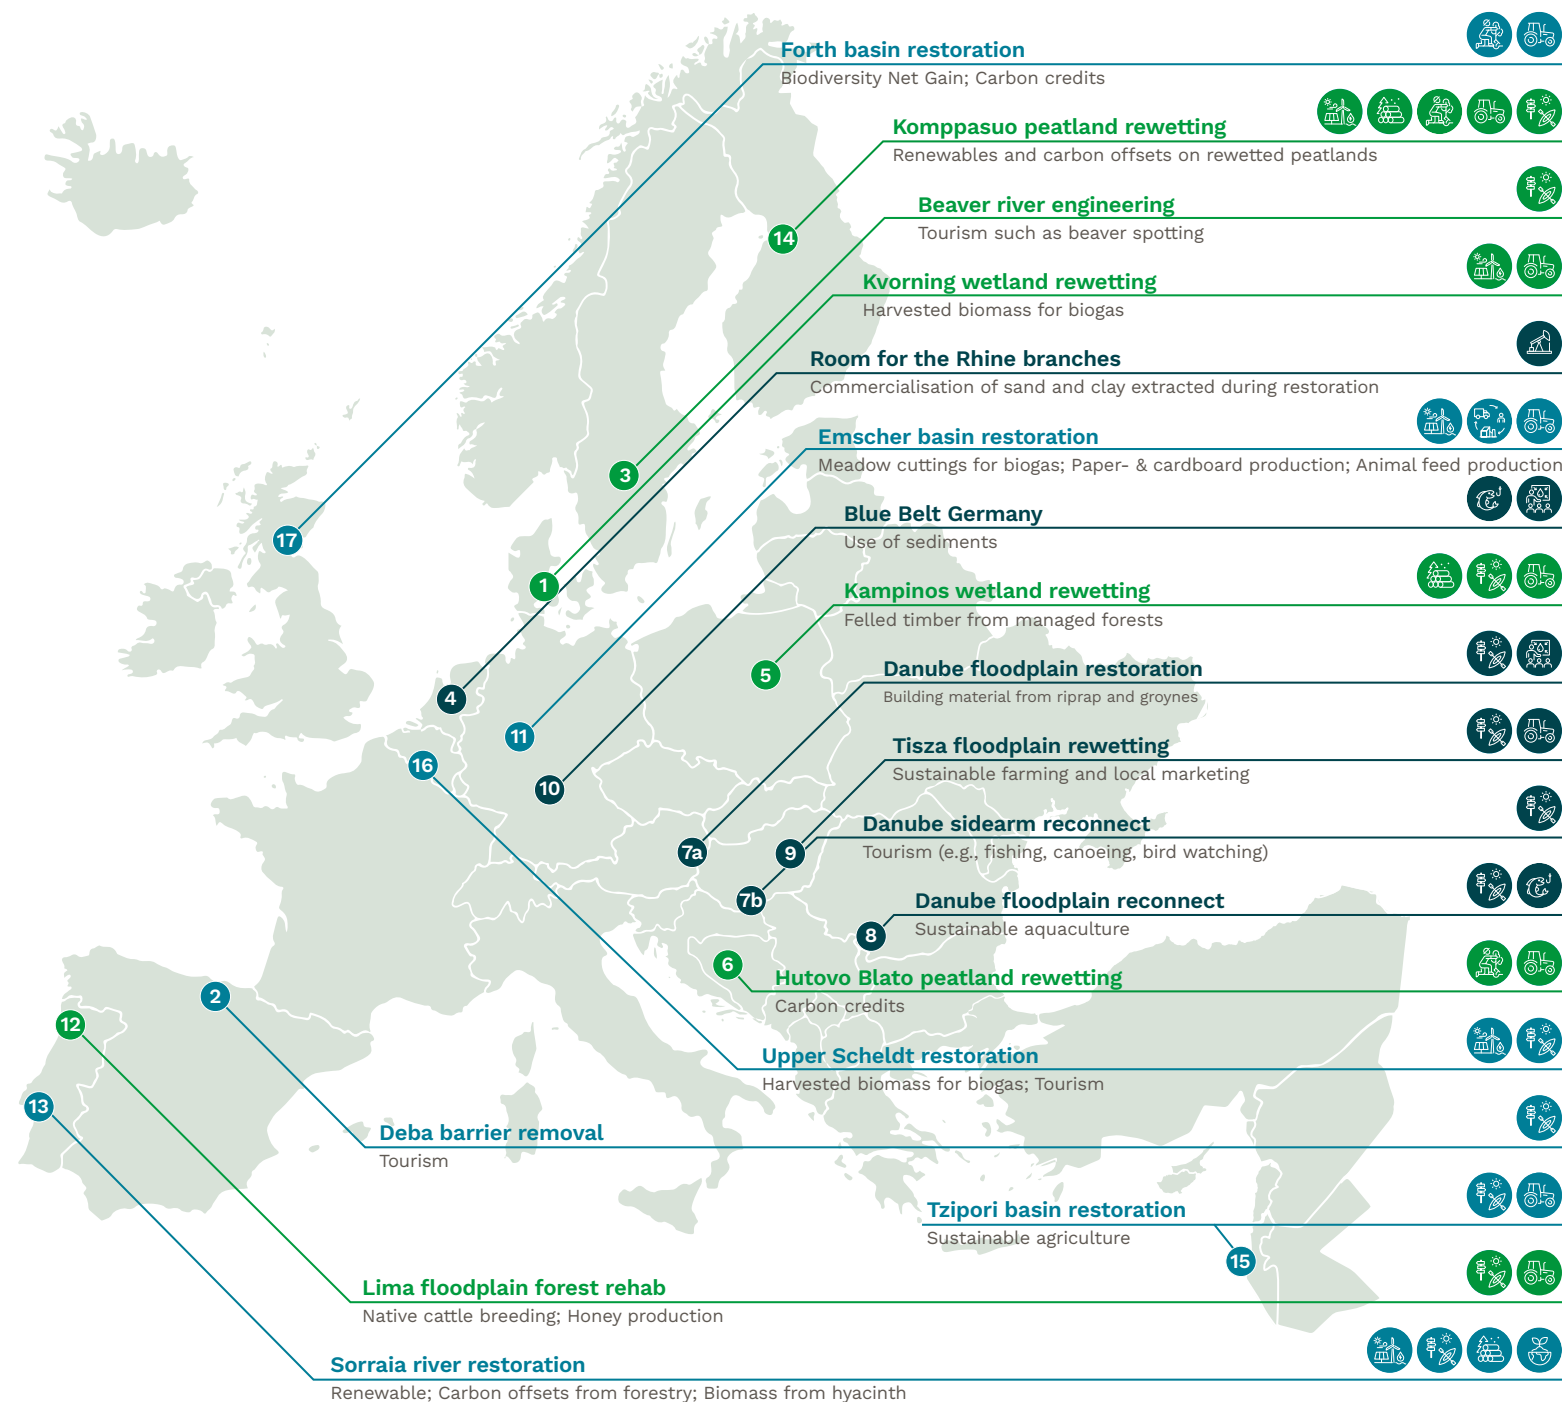 Forth basin restoration
Biodiversity Net Gain; Carbon credits
Komppasuo peatland rewetting
Renewables and carbon offsets on rewetted peatlands
Beaver river engineering
Tourism such as beaver spotting
14
Kvorning wetland rewetting
Harvested biomass for biogas
Room for the Rhine branches
Commercialisation of sand and clay extracted during restoration
Emscher basin restoration
Meadow cuttings for biogas; Paper- & cardboard production; Animal feed production
3
Blue Belt Germany
Use of sediments
17
1
Kampinos wetland rewetting
Felled timber from managed forests
5
Danube floodplain restoration
Building material from riprap and groynes
4
11
Tisza floodplain rewetting
Sustainable farming and local marketing
16
10
Danube sidearm reconnect
Tourism (e.g., fishing, canoeing, bird watching)
7a
9
7b
Danube floodplain reconnect
Sustainable aquaculture
8
6
Hutovo Blato peatland rewetting
Carbon credits
2
12
Upper Scheldt restoration
Harvested biomass for biogas; Tourism
13
Deba barrier removal
Tourism
Tzipori basin restoration
Sustainable agriculture
15
Lima floodplain forest rehab
Native cattle breeding; Honey production
Sorraia river restoration
Renewable; Carbon offsets from forestry; Biomass from hyacinth